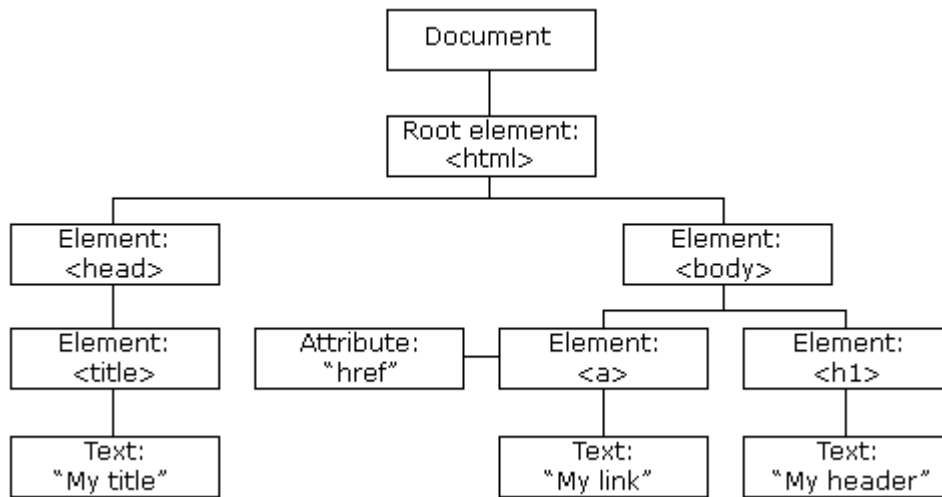 Document
Root element:
<html>
Element:
<head>
Element:
<body>
Element:
<title>
Attribute:
“href”
Element:
<a>
Element:
<h1>
Text:
“My title”
Text:
“My link”
Text:
“My header”